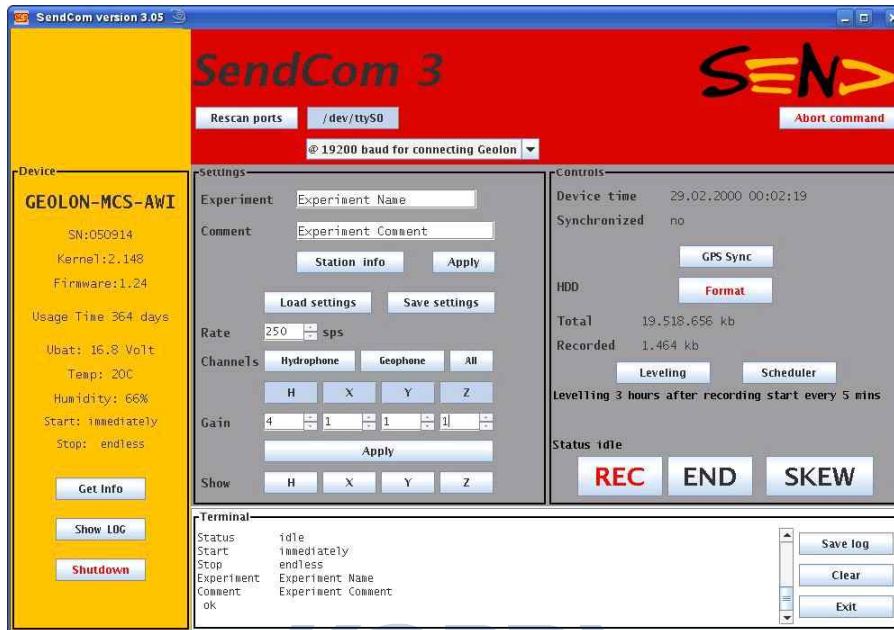 SendCom version 3.05
SendCom 3
SEND
Rescan ports
/dev/ttyS0
Abort command
@ 19200 baud for connecting Geolon
Device
GEOLON-MCS-AWI
SN:050914
Kernel:2.148
Firmware:1.24
Usage Time 364 days
Ubat: 16.8 Volt
Temp: 20C
Humidity: 66%
Start: immediately
Stop: endless
Get Info
Show LOG
Shutdown
Settings
Experiment Experiment Name
Comment Experiment Comment
Station info Apply
Load settings Save settings
Rate 250 sps
Channels Hydrophone Geophone All
H X Y Z
Gain 4 1 1 1
Apply
Show H X Y Z
Controls
Device time 29.02.2000 00:02:19
Synchronized no
GPS Sync
HDD Format
Total 19.518.656 kb
Recorded 1.464 kb
Leveling Scheduler
Levelling 3 hours after recording start every 5 mins
Status idle
REC END SKEW
Terminal
Status idle
Start immediately
Stop endless
Experiment Experiment Name
Comment Experiment Comment
ok
Save log
Clear
Exit